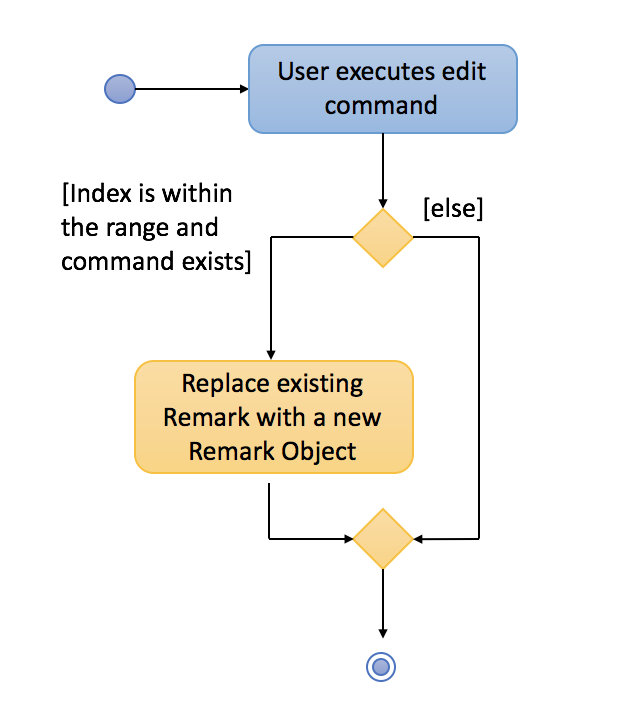 User executes edit
command
[Index is within
the range and
command exists]
[else]
Replace existing
Remark with a new
Remark Object